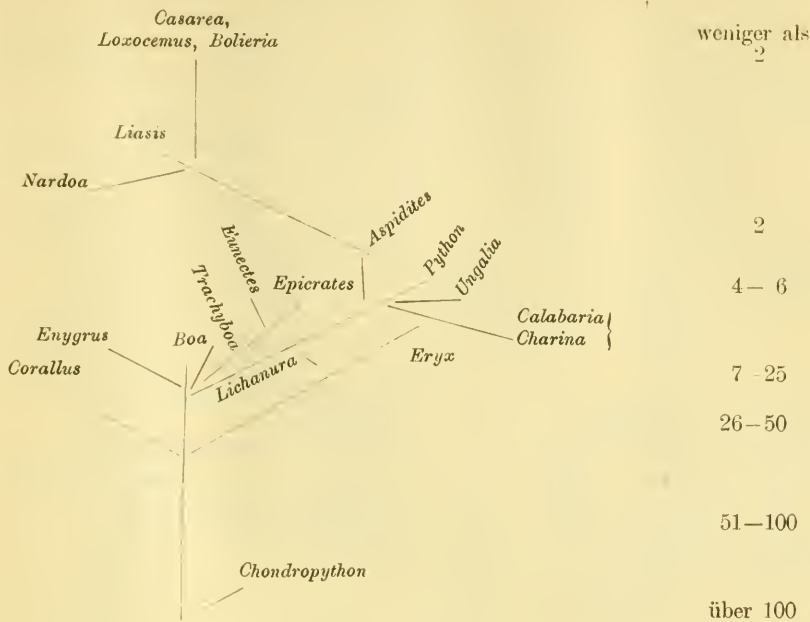 Casarea,
Loxocemus, Bolieria
weniger als
2
Liasis
Nardoa
Aspidites
2
Eunectes
Python
Ungalia
Trachyboa
Epicrates
4— 6
Enygrus
Boa
Calabaria
Charina
Corallus
Lichanura
Eryx
7 -25
26—50
51—100
Chondropython
über 100